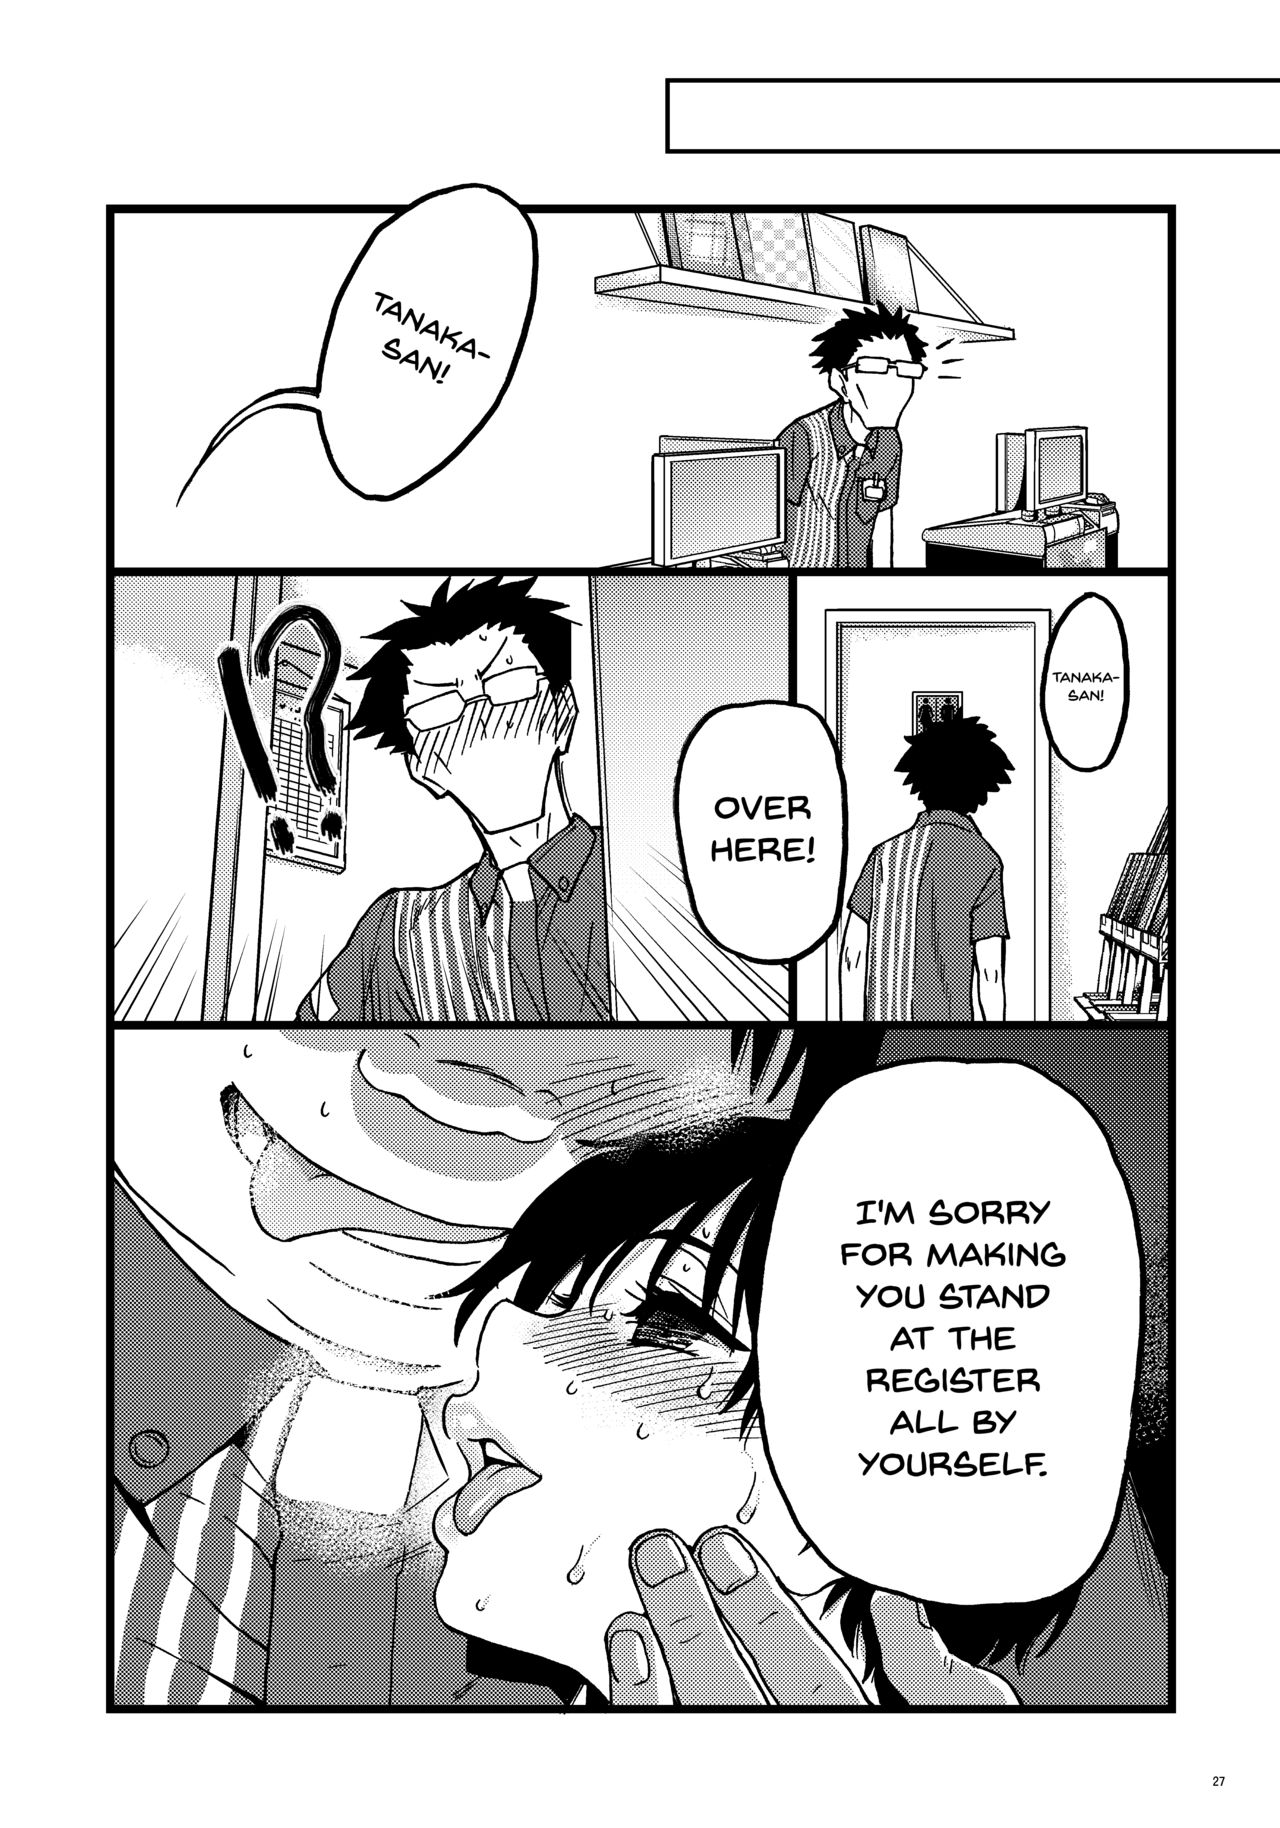 TANAKA-
SAN!
TANAKA-
SAN!
OVER
HERE!
I'M SORRY
FOR MAKING
YOU STAND
AT THE
REGISTER
ALL BY
YOURSELF.
27